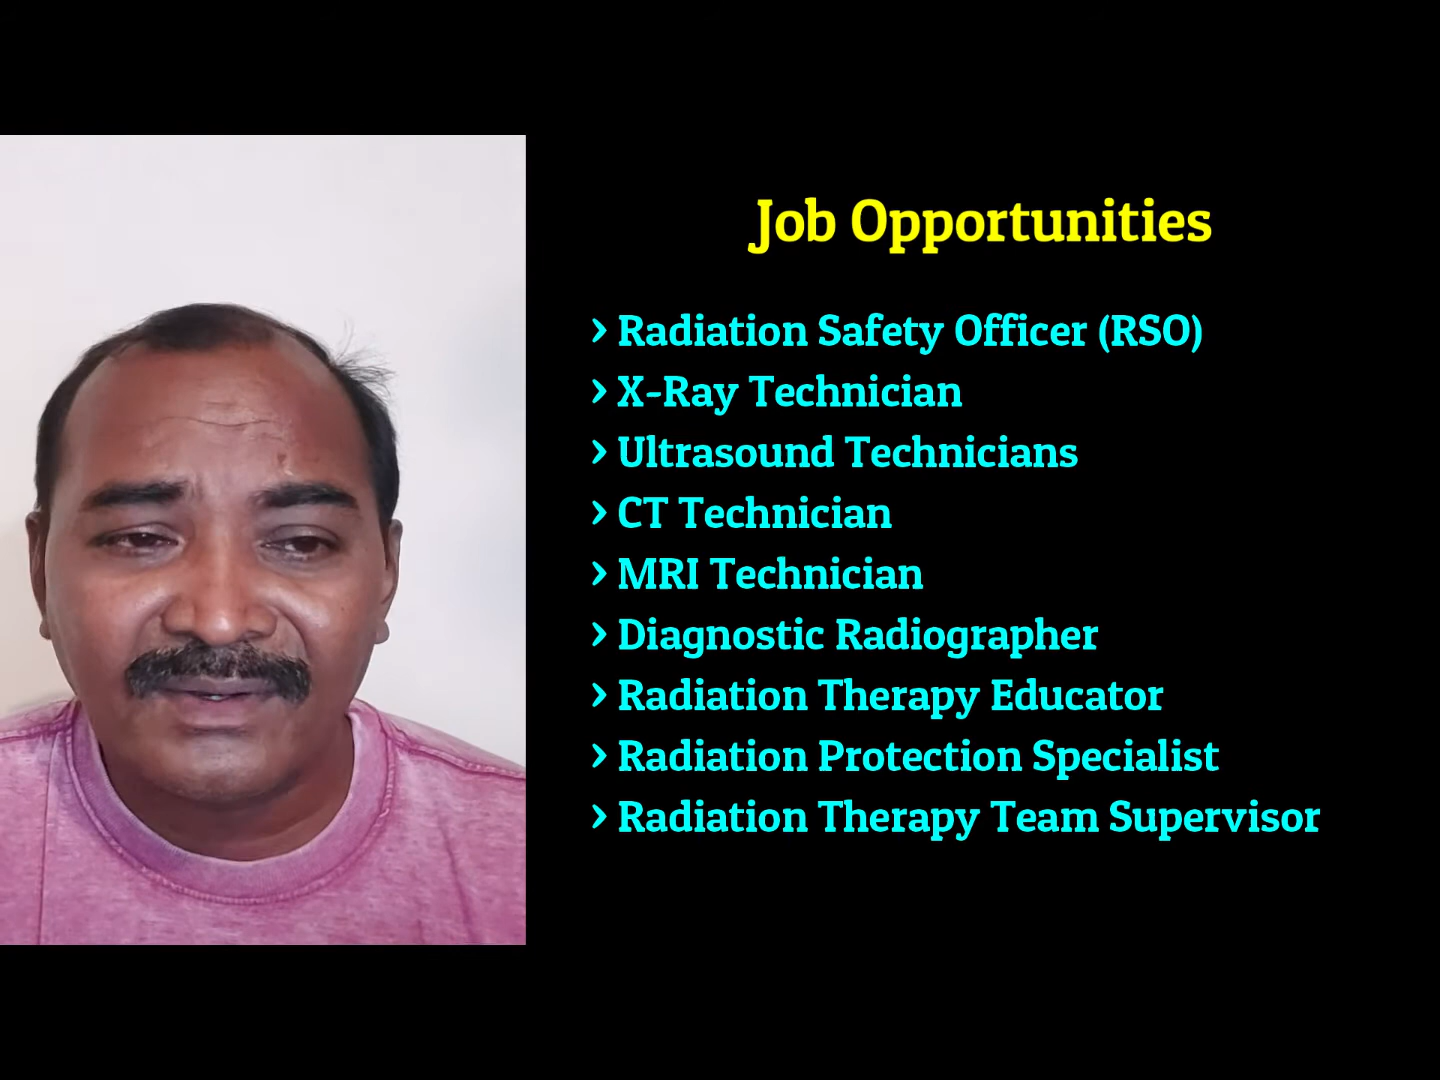 Job Opportunities
> Radiation Safety Officer (RSO)
> X-Ray Technician
> Ultrasound Technicians
> CT Technician
> MRI Technician
> Diagnostic Radiographer
> Radiation Therapy Educator
> Radiation Protection Specialist
> Radiation Therapy Team Supervisor